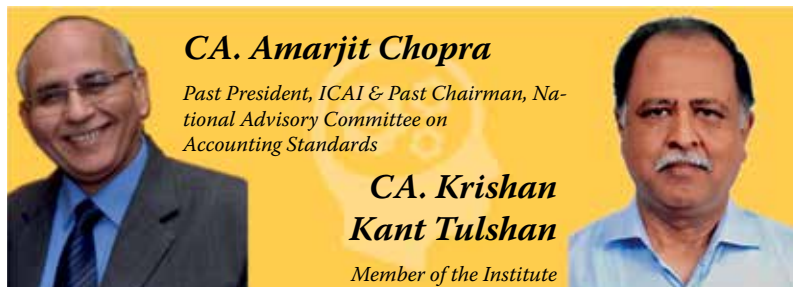 CA. Amarjit Chopra
Past President, ICAI & Past Chairman, Na-
tional Advisory Committee on
Accounting Standards
CA. Krishan
Kant Tulshan
Member of the Institute